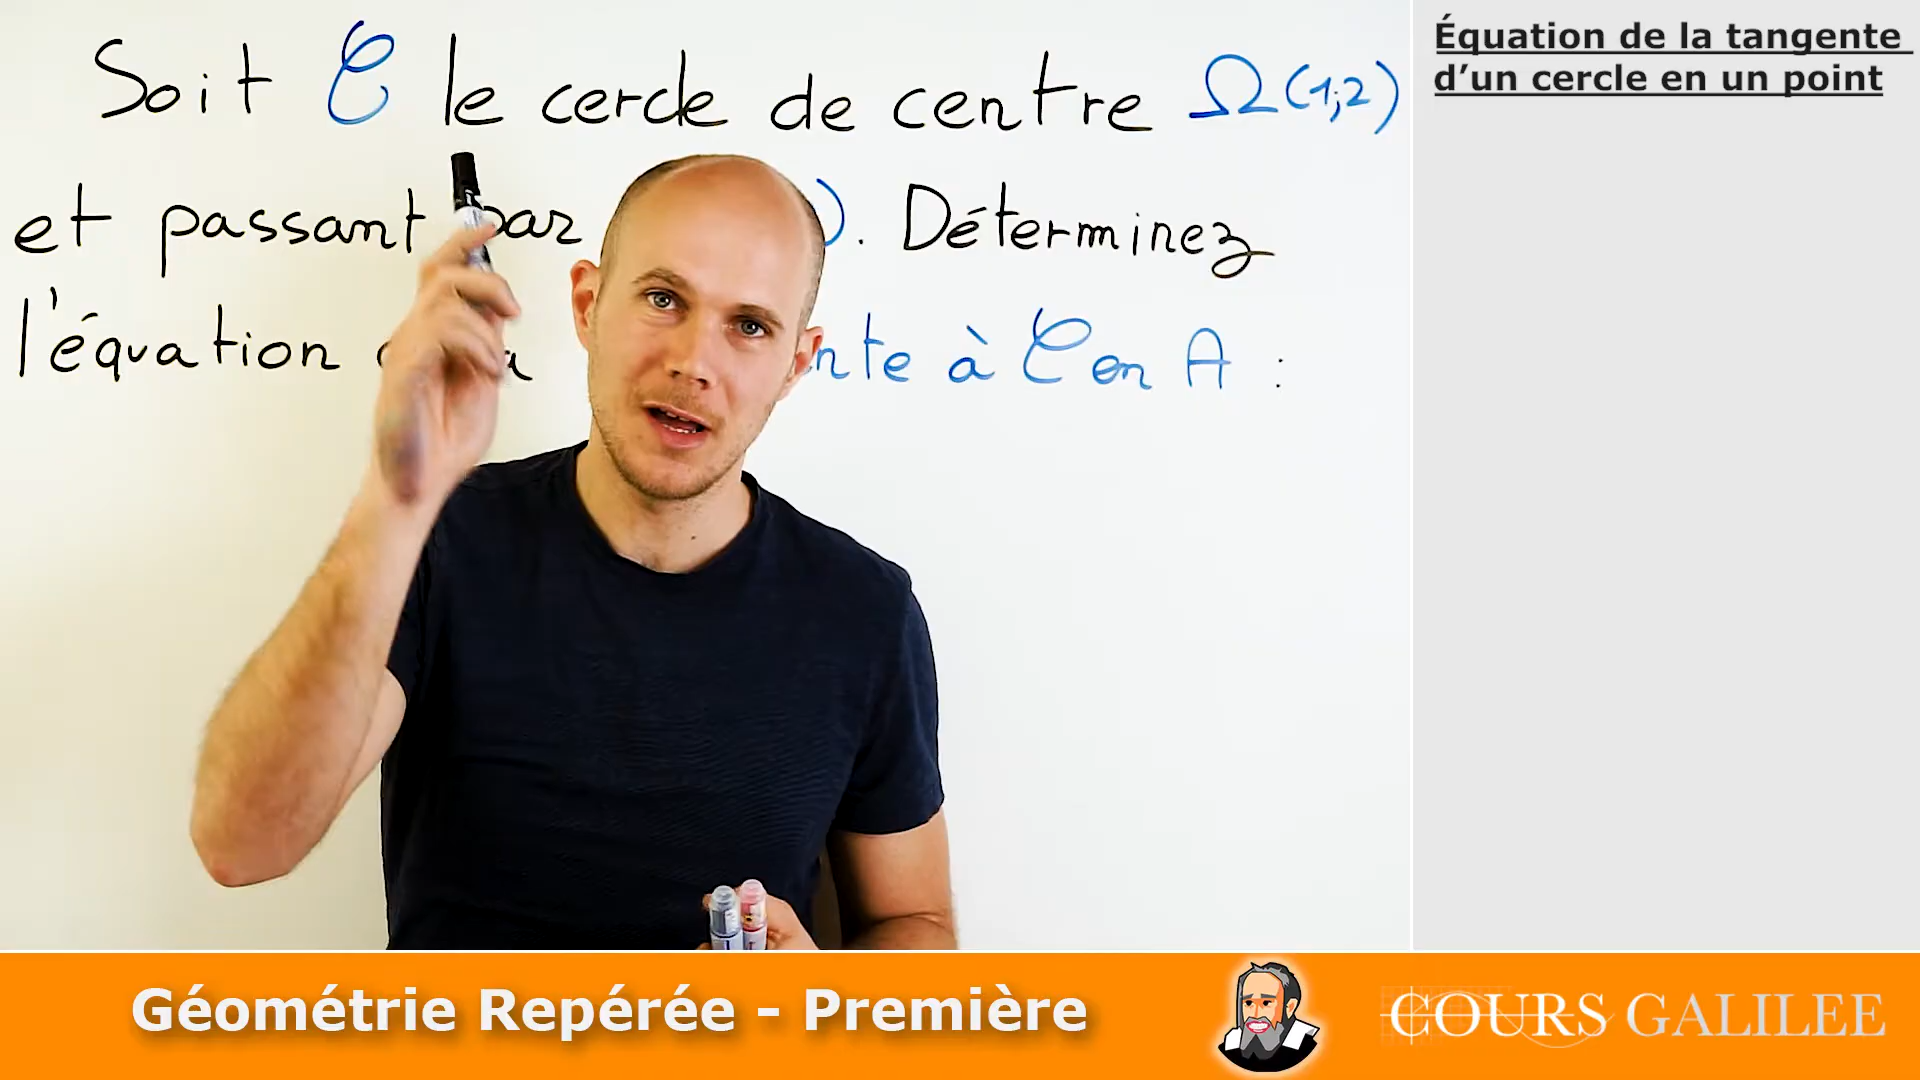 Soit 𝒞 le cercle de centre Ω(1;2)
et passant par ). Déterminez
l'équation nte à 𝒞 en A :
Équation de la tangente
d'un cercle en un point
Géométrie Repérée - Première
COURS GALILEE